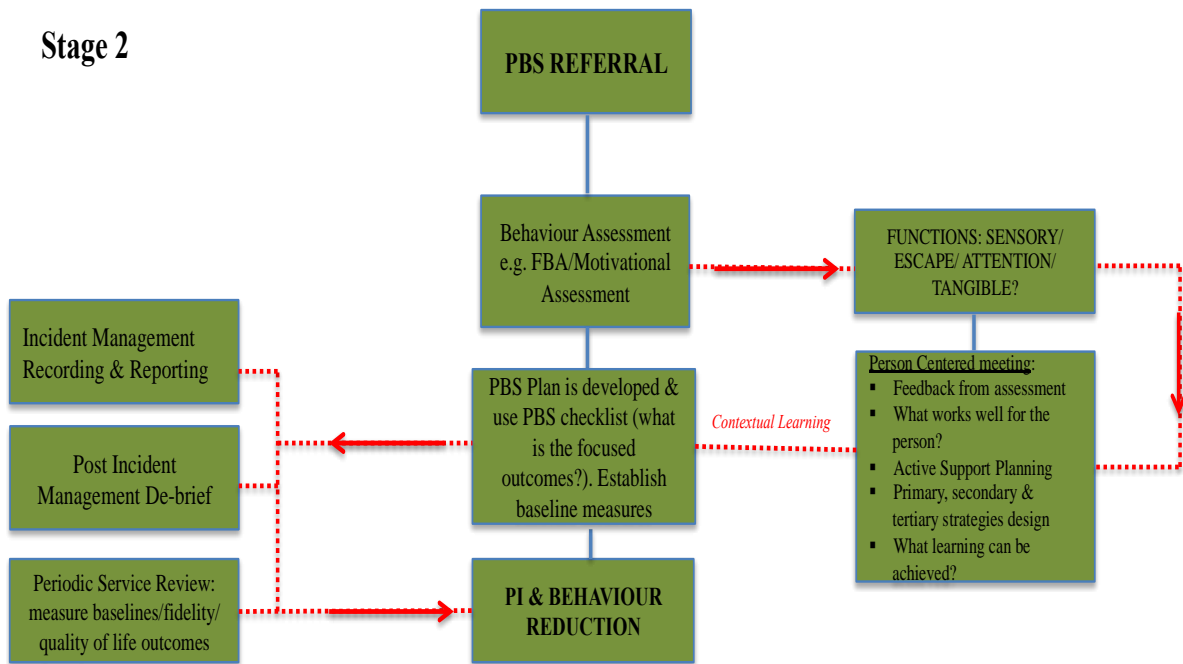 Stage 2
PBS REFERRAL
Behaviour Assessment
e.g. FBA/Motivational
Assessment
FUNCTIONS: SENSORY/
ESCAPE/ ATTENTION/
TANGIBLE?
Incident Management
Recording & Reporting
PBS Plan is developed &
use PBS checklist (what
is the focused
outcomes?). Establish
baseline measures
Contextual Learning
Person Centered meeting:
▪ Feedback from assessment
▪ What works well for the
person?
▪ Active Support Planning
▪ Primary, secondary &
tertiary strategies design
▪ What learning can be
achieved?
Post Incident
Management De-brief
Periodic Service Review:
measure baselines/fidelity/
quality of life outcomes
PI & BEHAVIOUR
REDUCTION